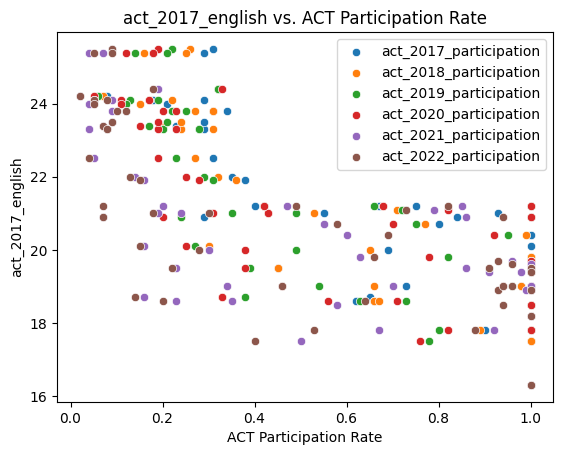 act_2017_english vs. ACT Participation Rate
act_2017_participation
act_2018_participation
act_2019_participation
act_2020_participation
act_2021_participation
act_2022_participation
act_2017_english
24
22
20
18
16
0.0 0.2 0.4 0.6 0.8 1.0
ACT Participation Rate